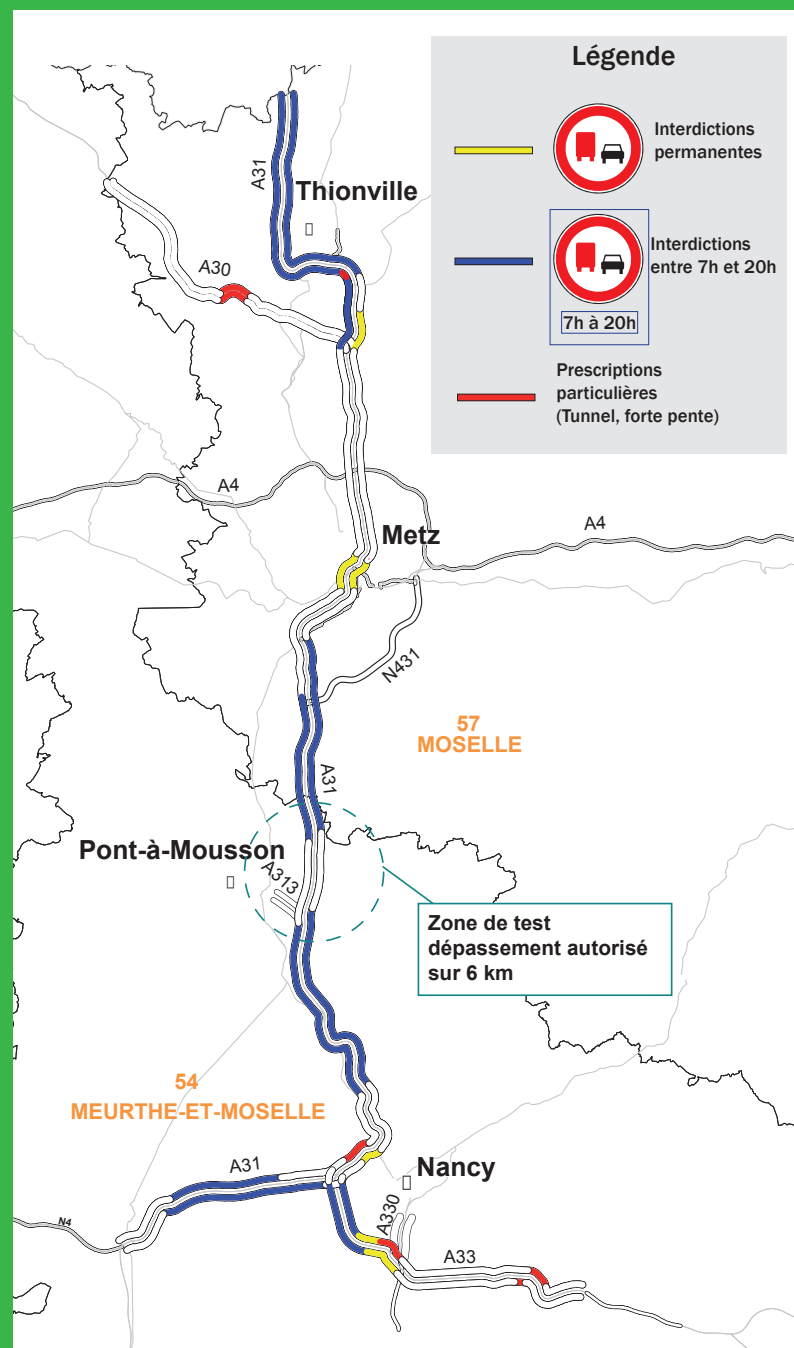 Légende
Interdictions
permanentes
Interdictions
entre 7h et 20h
7h à 20h
Prescriptions
particulières
(Tunnel, forte pente)
A31
Thionville
A30
A4
Metz
A4
N431
57
MOSELLE
A31
Pont-à-Mousson
A313
Zone de test
dépassement autorisé
sur 6 km
54
MEURTHE-ET-MOSELLE
A31
Nancy
N4
A330
A33